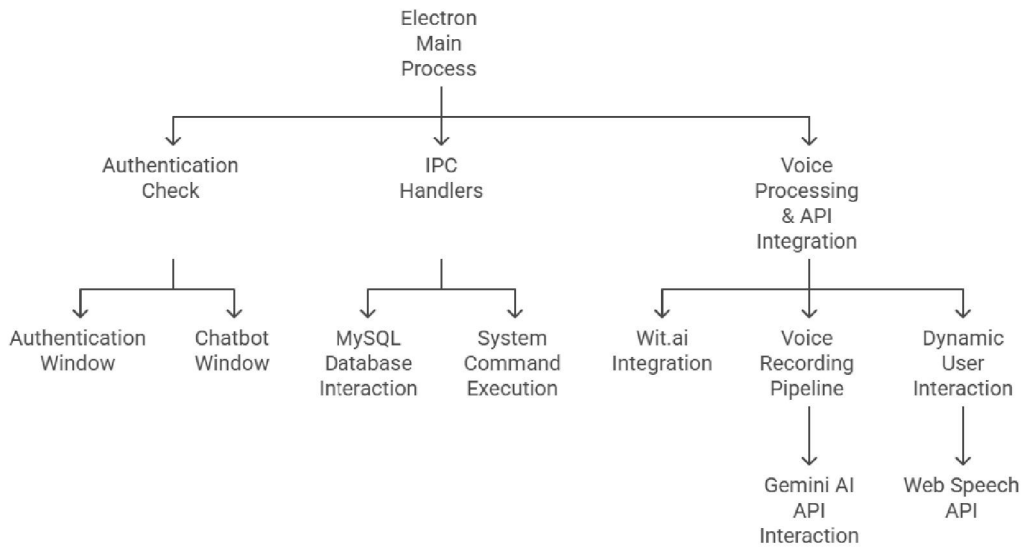 Electron
Main
Process
Authentication
Check
IPC
Handlers
Voice
Processing
& API
Integration
Authentication
Window
Chatbot
Window
MySQL
Database
Interaction
System
Command
Execution
Wit.ai
Integration
Voice
Recording
Pipeline
Dynamic
User
Interaction
Gemini AI
API
Interaction
Web Speech
API